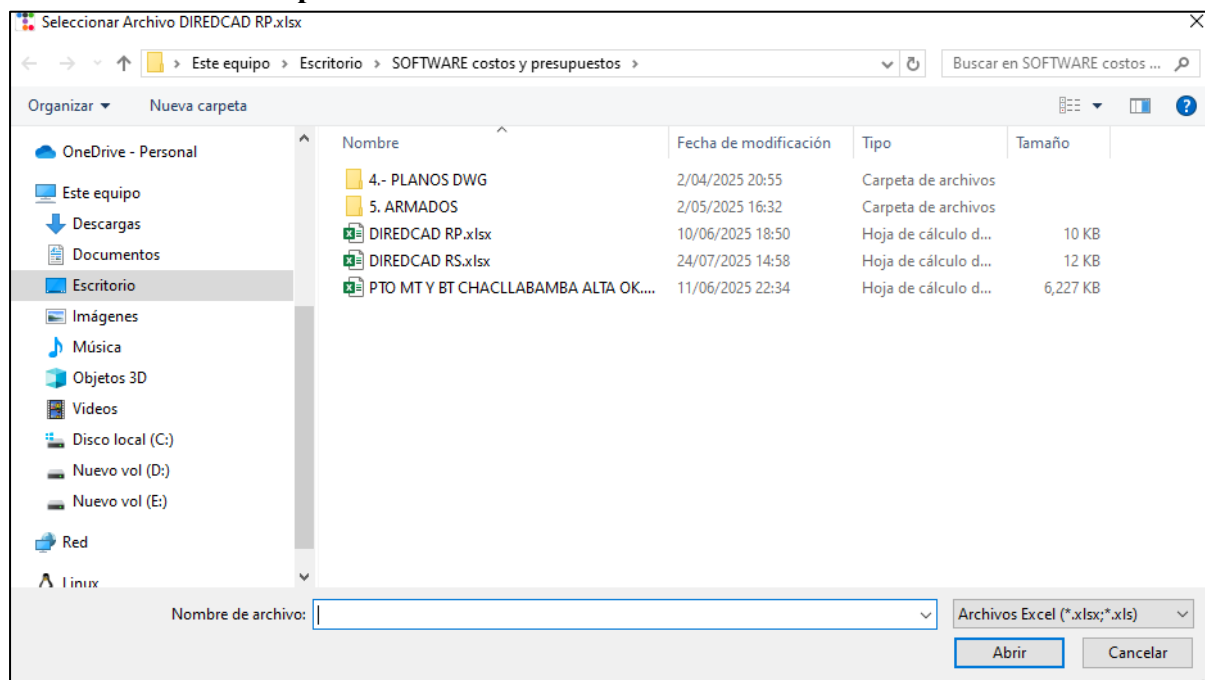 Seleccionar Archivo DIREDCAD RP.xlsx
Este equipo > Escritorio > SOFTWARE costos y presupuestos >
Buscar en SOFTWARE costos ...
Organizar
Nueva carpeta
Nombre
Fecha de modificación
Tipo
Tamaño
OneDrive - Personal
Este equipo
Descargas
Documentos
Escritorio
Imágenes
Música
Objetos 3D
Videos
Disco local (C:)
Nuevo vol (D:)
Nuevo vol (E:)
Red
Linux
4.- PLANOS DWG 2/04/2025 20:55 Carpeta de archivos
5. ARMADOS 2/05/2025 16:32 Carpeta de archivos
DIREDCAD RP.xlsx 10/06/2025 18:50 Hoja de cálculo d... 10 KB
DIREDCAD RS.xlsx 24/07/2025 14:58 Hoja de cálculo d... 12 KB
PTO MT Y BT CHACLLABAMBA ALTA OK.... 11/06/2025 22:34 Hoja de cálculo d... 6,227 KB
Nombre de archivo:
Archivos Excel (*.xlsx;*.xls)
Abrir
Cancelar